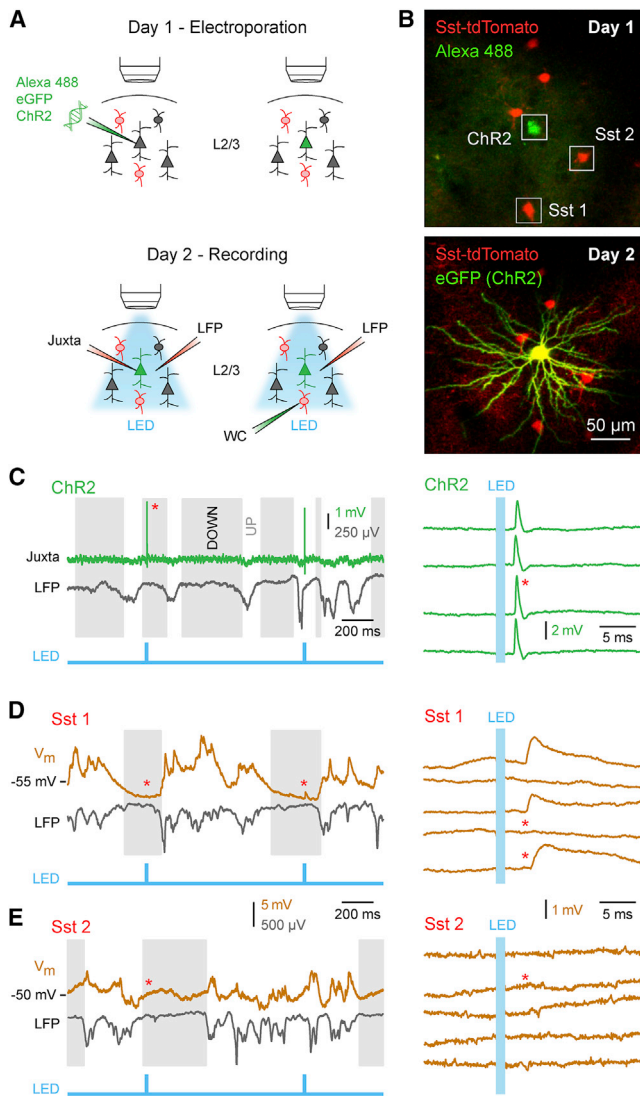 A
Day 1 - Electroporation
Alexa 488
eGFP
ChR2
L2/3
Day 2 - Recording
Juxta
LFP
L2/3
LFP
LED
WC
LED
B
Sst-tdTomato
Day 1
Alexa 488
ChR2
Sst 2
Sst 1
Sst-tdTomato
Day 2
eGFP (ChR2)
50 µm
C
ChR2
DOWN
UP
1 mV
250 µV
Juxta
LFP
200 ms
LED
ChR2
LED
*
*
2 mV
5 ms
D
Sst 1
Vm
-55 mV
*
*
LFP
LED
Sst 1
LED
*
*
E
Sst 2
5 mV
500 µV
200 ms
1 mV
5 ms
Vm
-50 mV
*
LFP
LED
Sst 2
LED
*